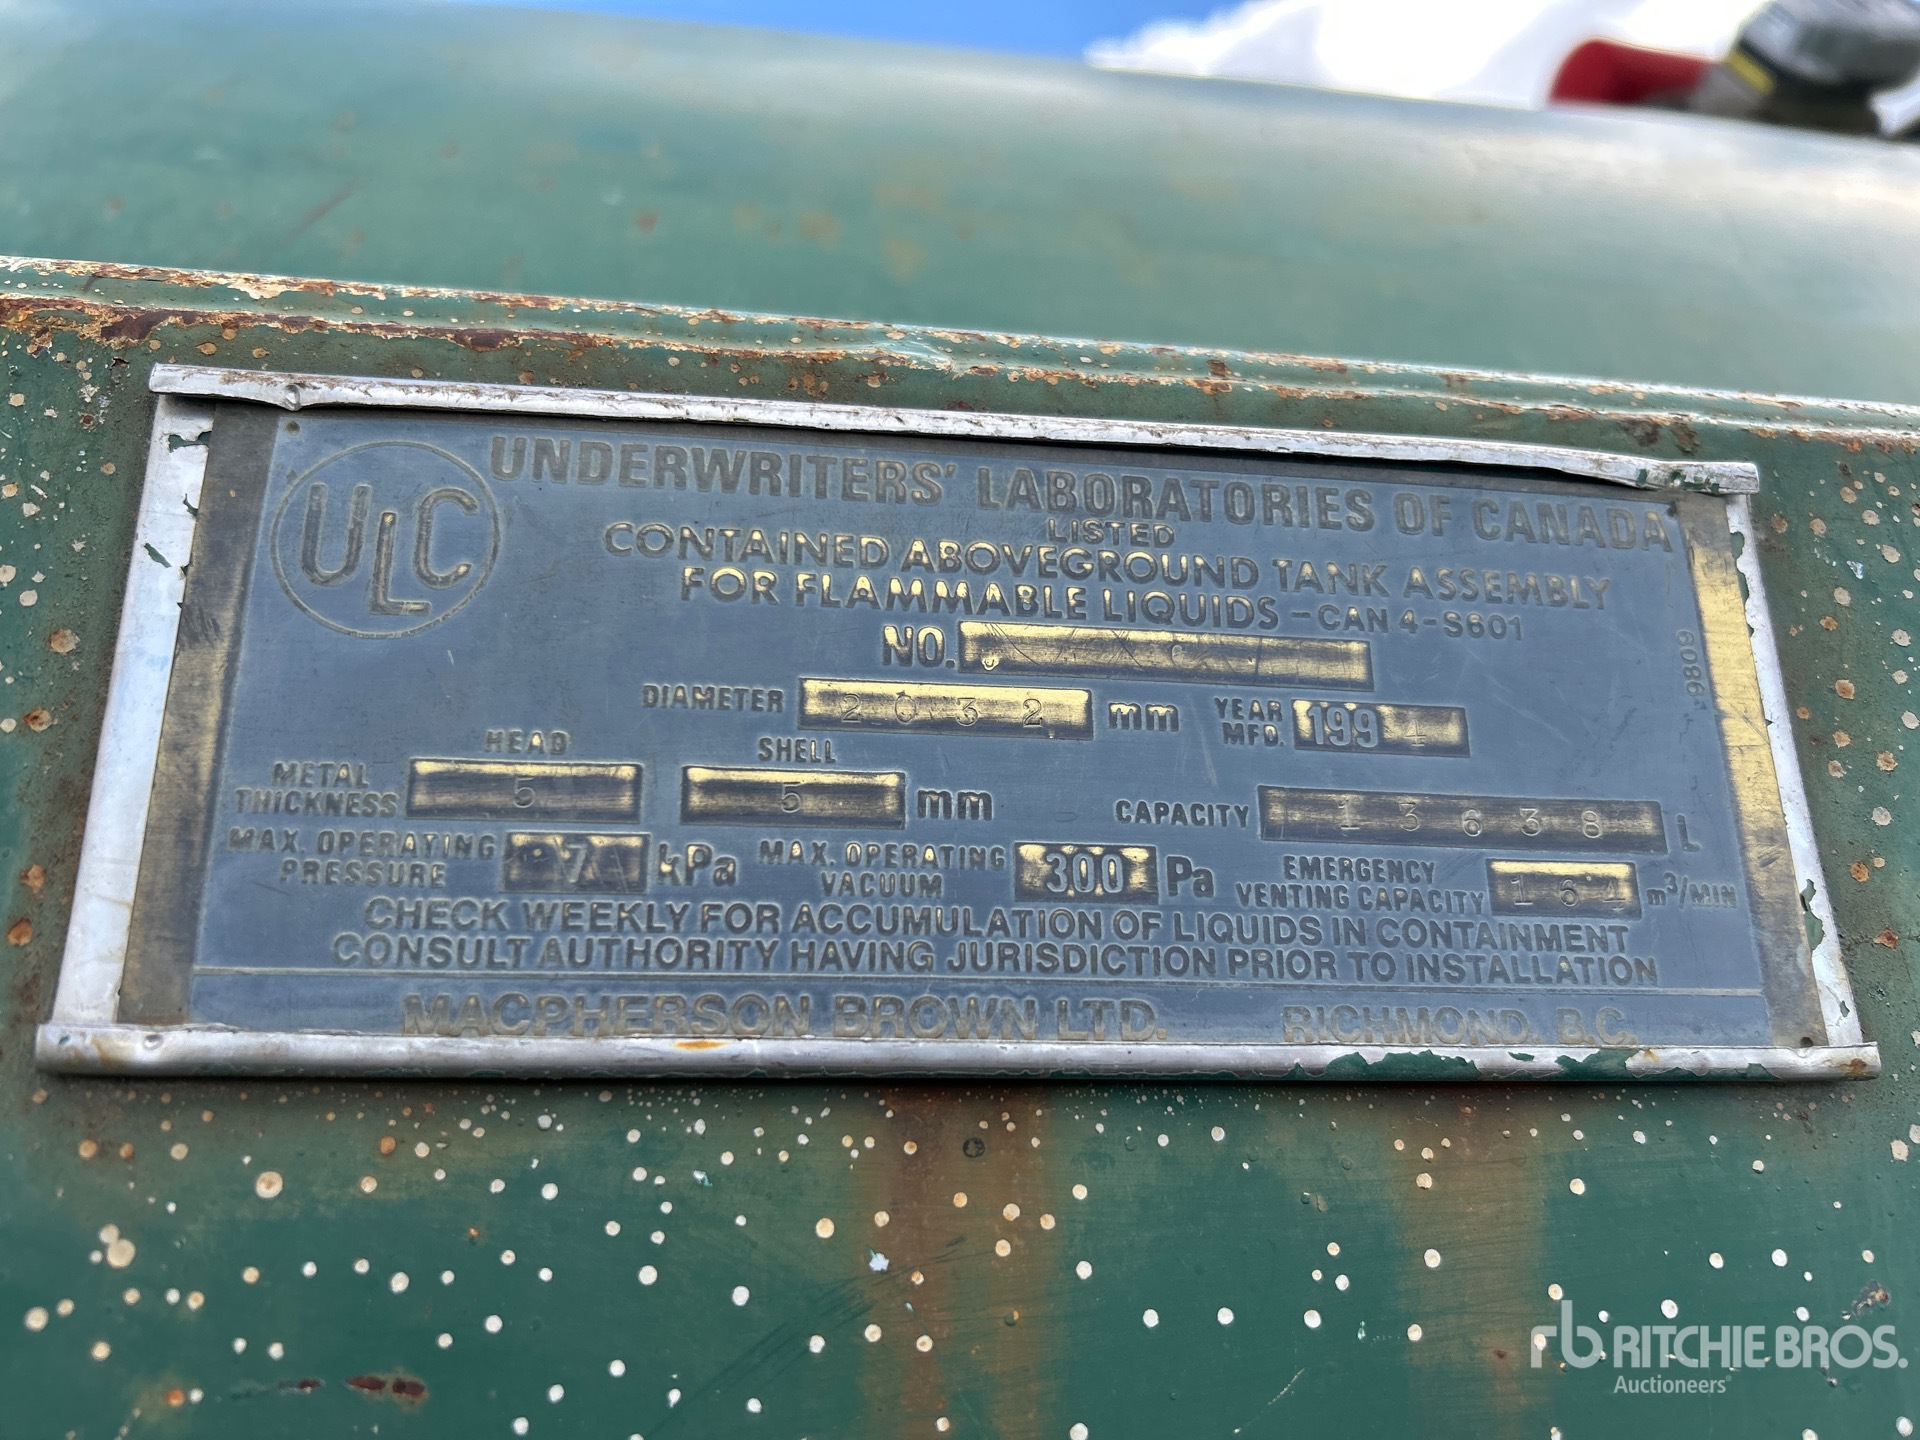 ULC
UNDERWRITERS' LABORATORIES OF CANADA
LISTED
CONTAINED ABOVEGROUND TANK ASSEMBLY
FOR FLAMMABLE LIQUIDS - CAN 4-S601
NO.
DIAMETER 2032 mm YEAR MFD. 1994
HEAD SHELL
METAL THICKNESS 5 5 mm CAPACITY 13638 L
MAX. OPERATING PRESSURE 7 kPa MAX. OPERATING VACUUM 300 Pa EMERGENCY VENTING CAPACITY 164 m³/MIN
CHECK WEEKLY FOR ACCUMULATION OF LIQUIDS IN CONTAINMENT
CONSULT AUTHORITY HAVING JURISDICTION PRIOR TO INSTALLATION
MACPHERSON BROWN LTD. RICHMOND, B.C.
9809
rb RITCHIE BROS.
Auctioneers